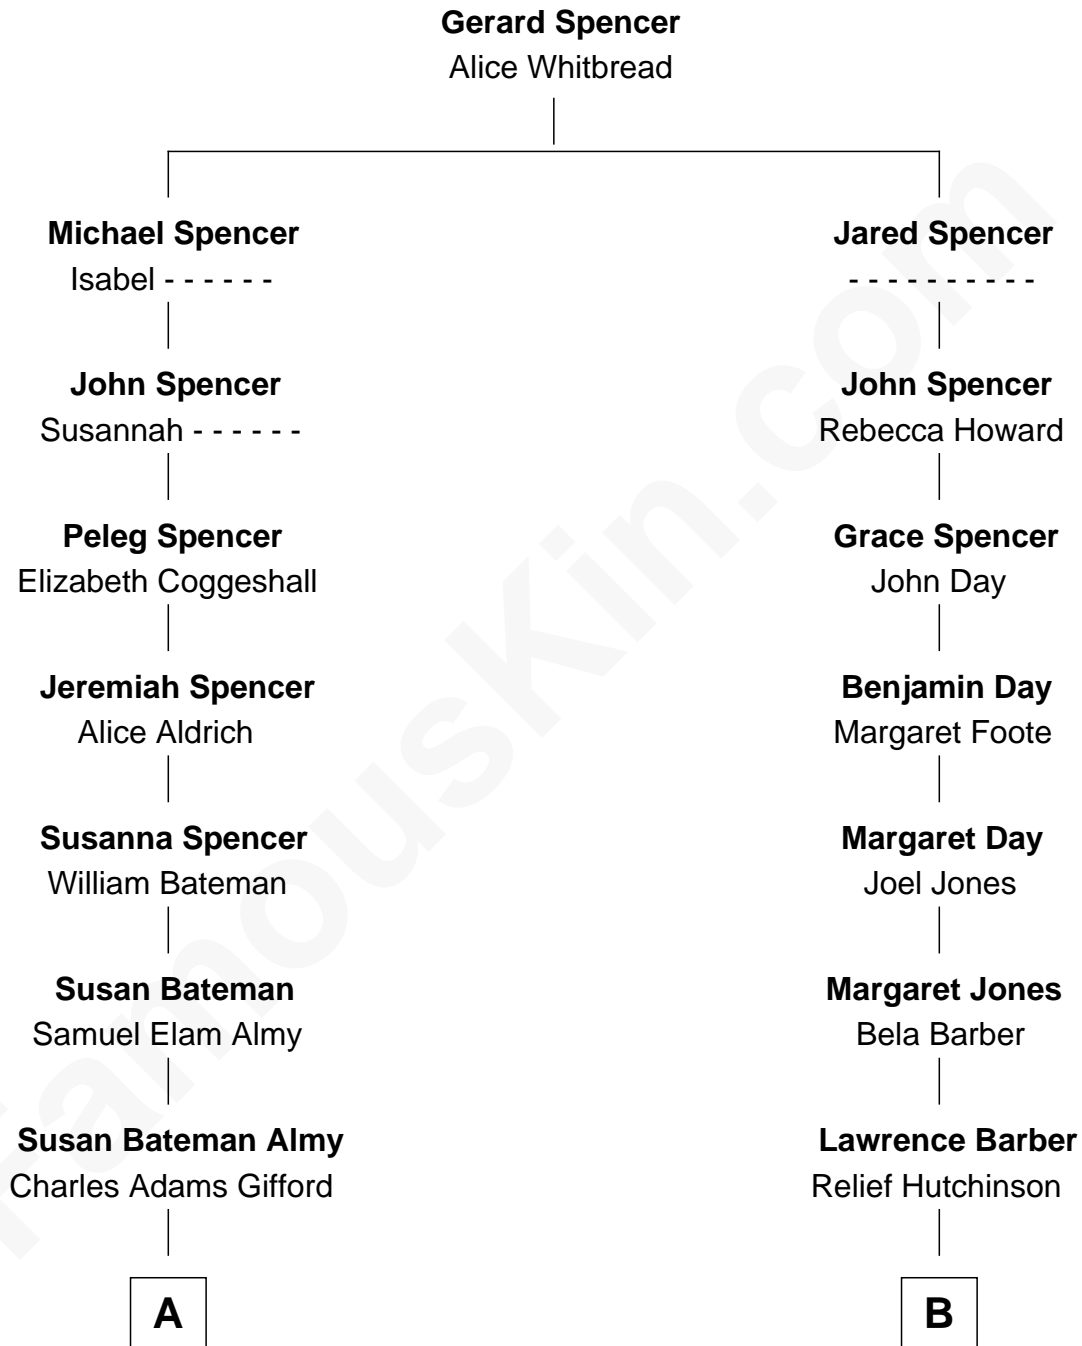 Gerard Spencer
Alice Whitbread
Michael Spencer
Isabel - - - - - -
Jared Spencer
- - - - - - - - - -
John Spencer
Susannah - - - - - -
John Spencer
Rebecca Howard
Peleg Spencer
Elizabeth Coggeshall
Grace Spencer
John Day
Jeremiah Spencer
Alice Aldrich
Benjamin Day
Margaret Foote
Susanna Spencer
William Bateman
Margaret Day
Joel Jones
Susan Bateman
Samuel Elam Almy
Margaret Jones
Bela Barber
Susan Bateman Almy
Charles Adams Gifford
Lawrence Barber
Relief Hutchinson
A
B
FamousKin.com